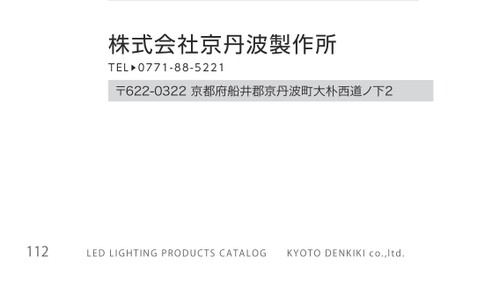 株式会社京丹波製作所
TEL▶0771-88-5221
〒622-0322 京都府船井郡京丹波町大朴西道ノ下2
112 LED LIGHTING PRODUCTS CATALOG KYOTO DENKIKI co.,ltd.